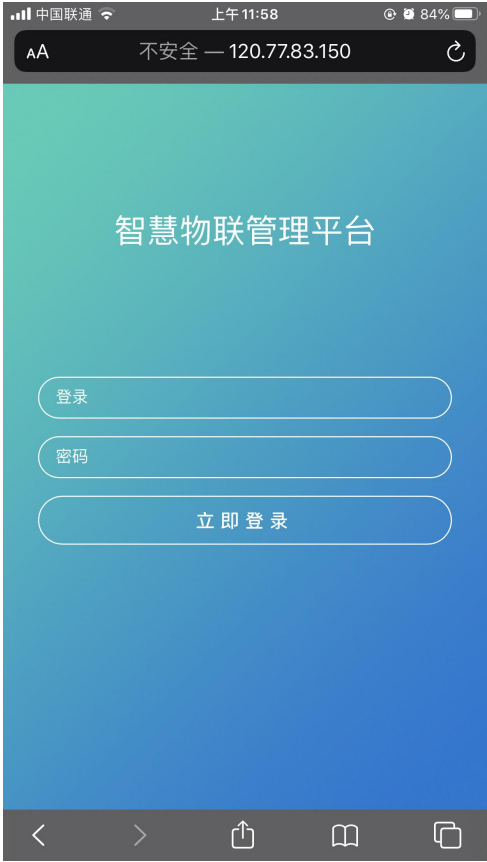 中国联通
上午11:58
84%
AA
不安全 — 120.77.83.150
智慧物联管理平台
登录
密码
立即登录